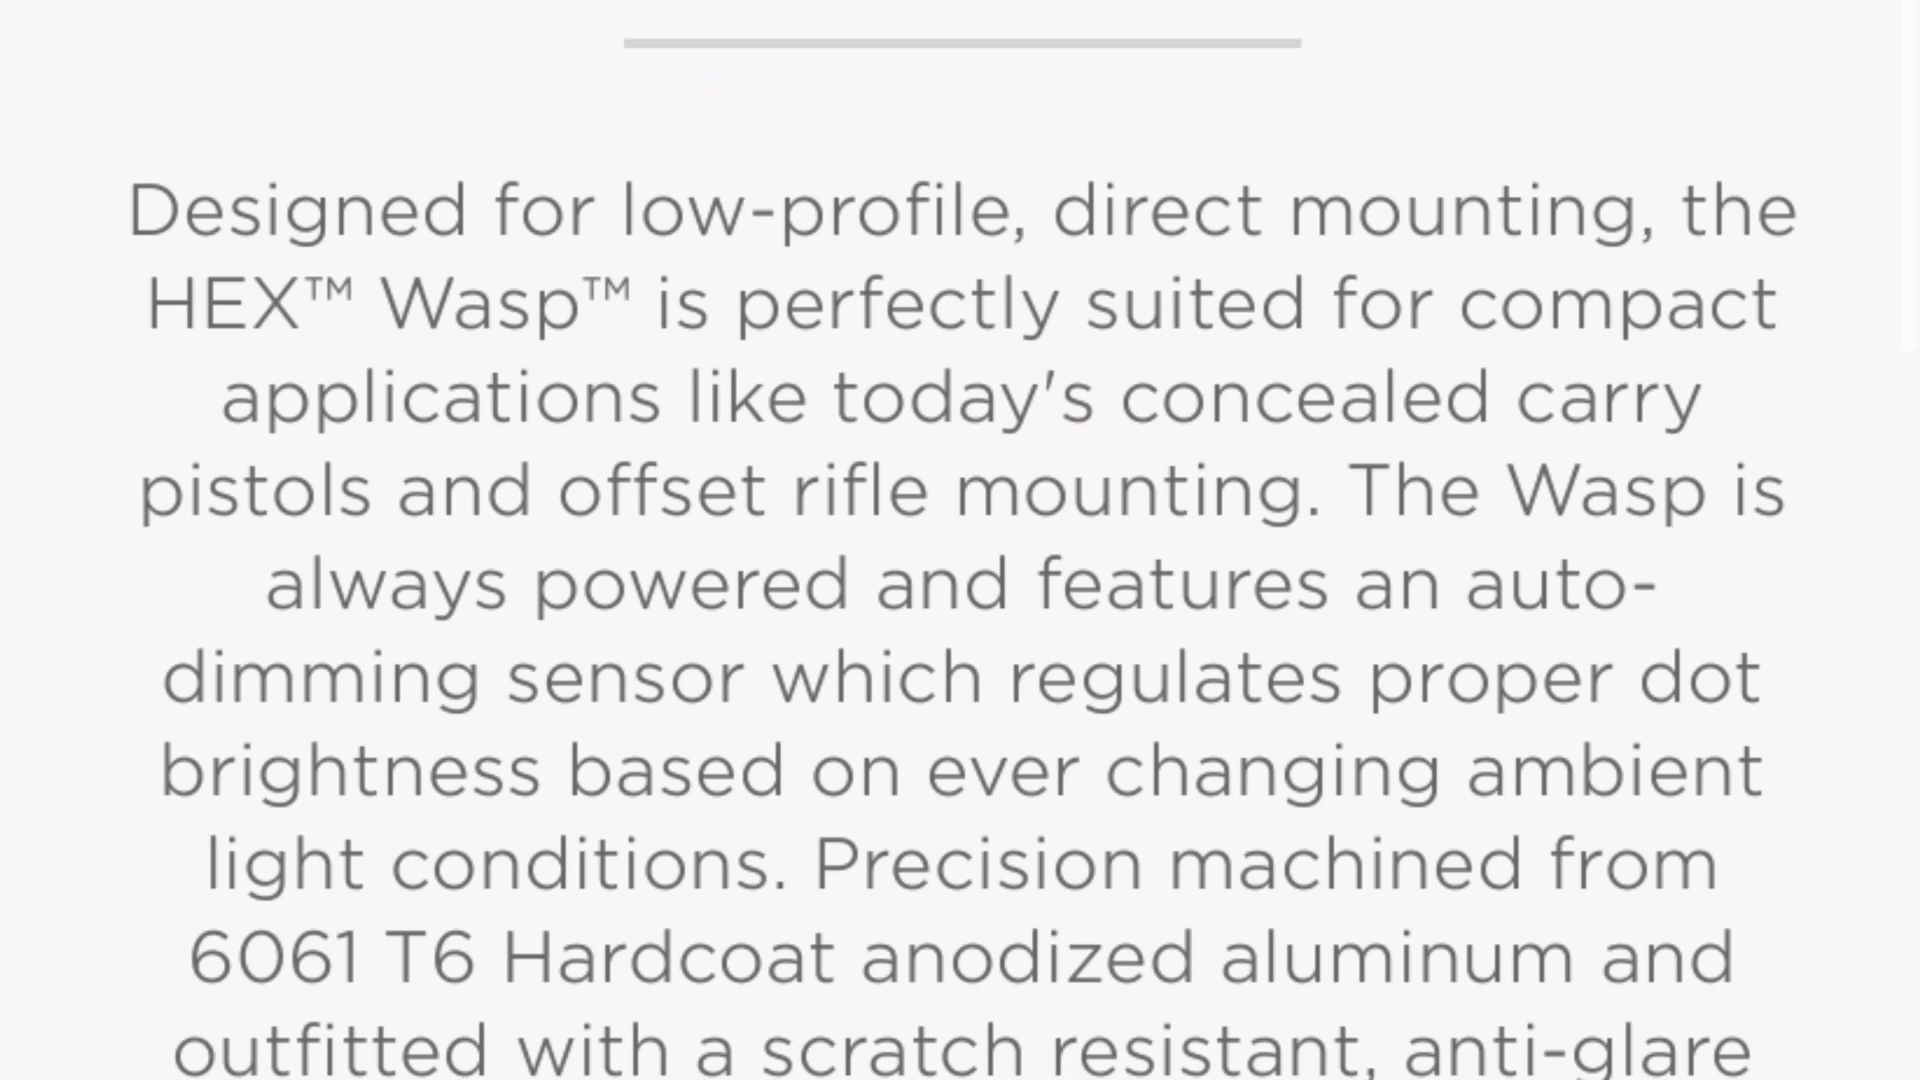 Designed for low-profile, direct mounting, the
HEX™ Wasp™ is perfectly suited for compact
applications like today's concealed carry
pistols and offset rifle mounting. The Wasp is
always powered and features an auto-
dimming sensor which regulates proper dot
brightness based on ever changing ambient
light conditions. Precision machined from
6061 T6 Hardcoat anodized aluminum and
outfitted with a scratch resistant, anti-glare